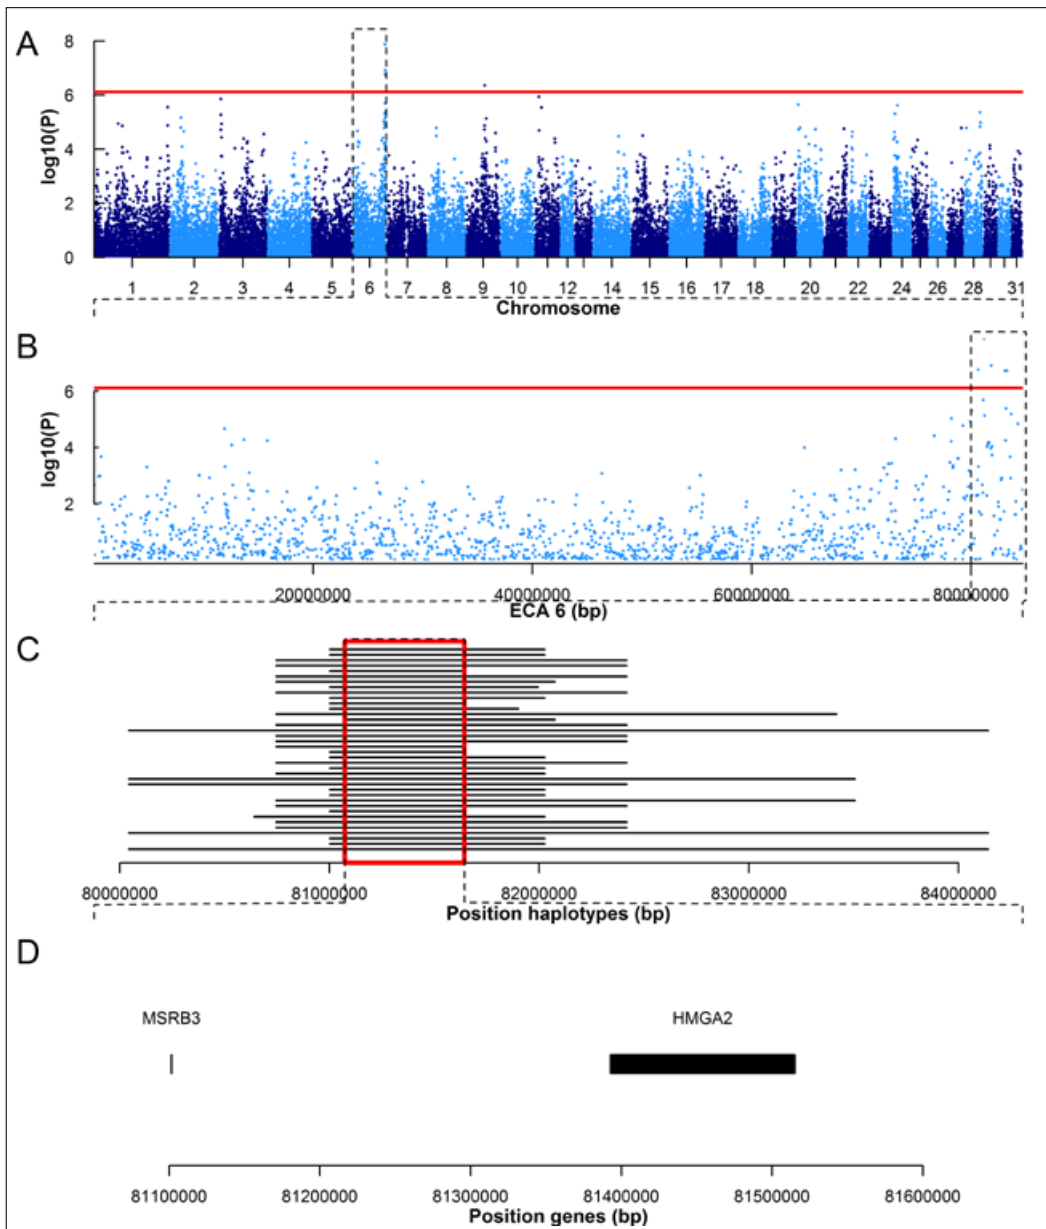 A
log10(P)
8
6
4
2
0
1 2 3 4 5 6 7 8 9 10 12 14 15 16 17 18 20 22 24 26 28 31
Chromosome
B
log10(P)
6
4
2
20000000 40000000 60000000 80000000
ECA 6 (bp)
C
80000000 81000000 82000000 83000000 84000000
Position haplotypes (bp)
D
MSRB3 HMGA2
81100000 81200000 81300000 81400000 81500000 81600000
Position genes (bp)